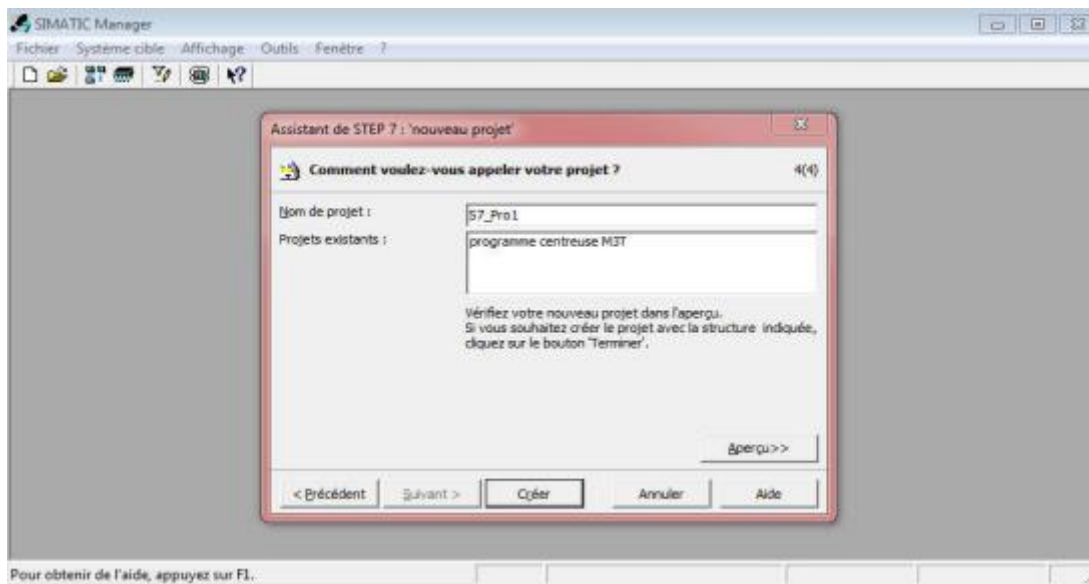 SIMATIC Manager
Fichier Système cible Affichage Outils Fenêtre ?
Assistant de STEP 7 : 'nouveau projet'
Comment voulez-vous appeler votre projet ? 4(4)
Nom de projet : S7_Pro1
Projets existants : programme centreuse M3T
Vérifiez votre nouveau projet dans l'aperçu.
Si vous souhaitez créer le projet avec la structure indiquée,
cliquez sur le bouton 'Terminer'.
Aperçu>>
< Précédent Suivant > Créer Annuler Aide
Pour obtenir de l'aide, appuyez sur F1.